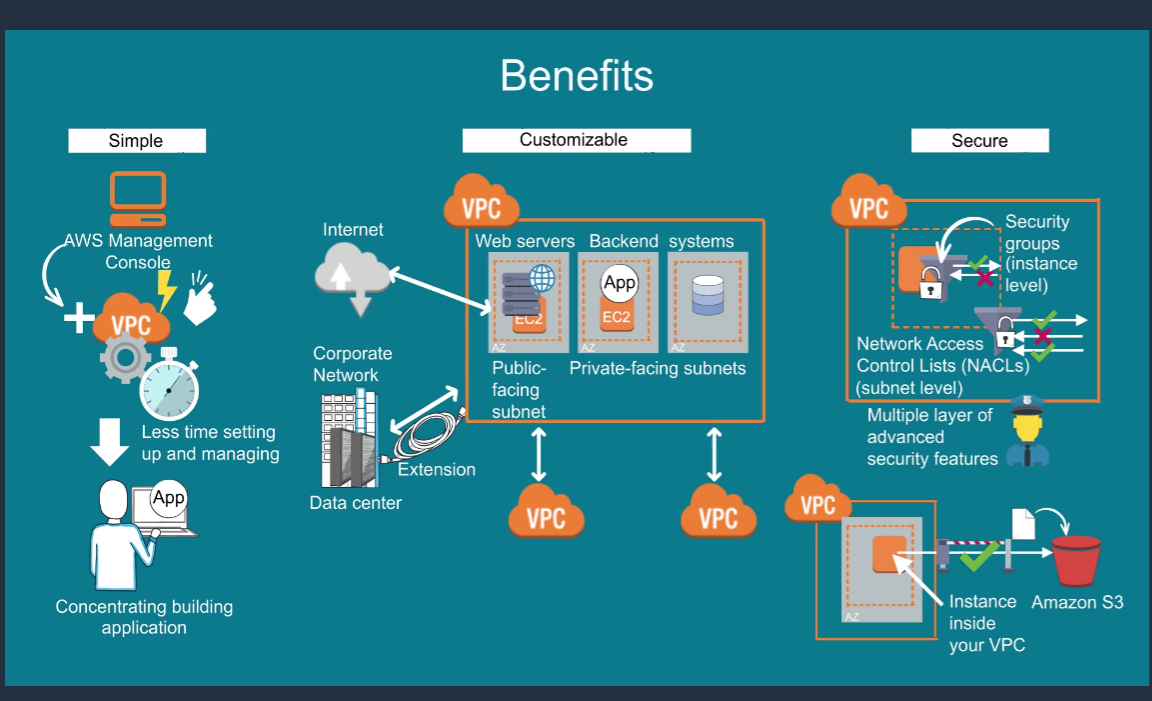 Benefits
Simple
AWS Management
Console
VPC
Less time setting
up and managing
App
Concentrating building
application
Customizable
Internet
Corporate
Network
Extension
Data center
VPC
Web servers
Backend systems
EC2
AZ
App
EC2
AZ
AZ
Public-
facing
subnet
Private-facing subnets
VPC
VPC
Secure
VPC
Security
groups
(instance
level)
Network Access
Control Lists (NACLs)
(subnet level)
Multiple layer of
advanced
security features
VPC
AZ
Instance
inside
your VPC
Amazon S3